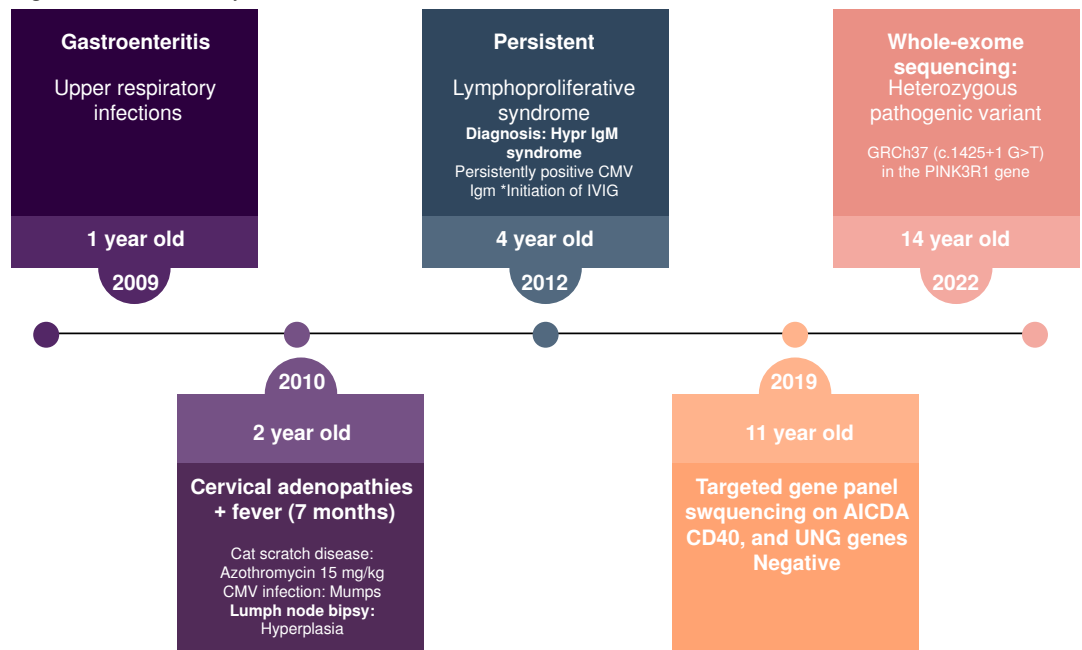 Gastroenteritis
Upper respiratory
infections
1 year old
2009
2010
2 year old
Cervical adenopathies
+ fever (7 months)
Cat scratch disease:
Azothromycin 15 mg/kg
CMV infection: Mumps
Lumph node bipsy:
Hyperplasia
Persistent
Lymphoproliferative
syndrome
Diagnosis: Hypr IgM
syndrome
Persistently positive CMV
Igm *Initiation of IVIG
4 year old
2012
2019
11 year old
Targeted gene panel
swquencing on AICDA
CD40, and UNG genes
Negative
Whole-exome
sequencing:
Heterozygous
pathogenic variant
GRCh37 (c.1425+1 G>T)
in the PINK3R1 gene
14 year old
2022